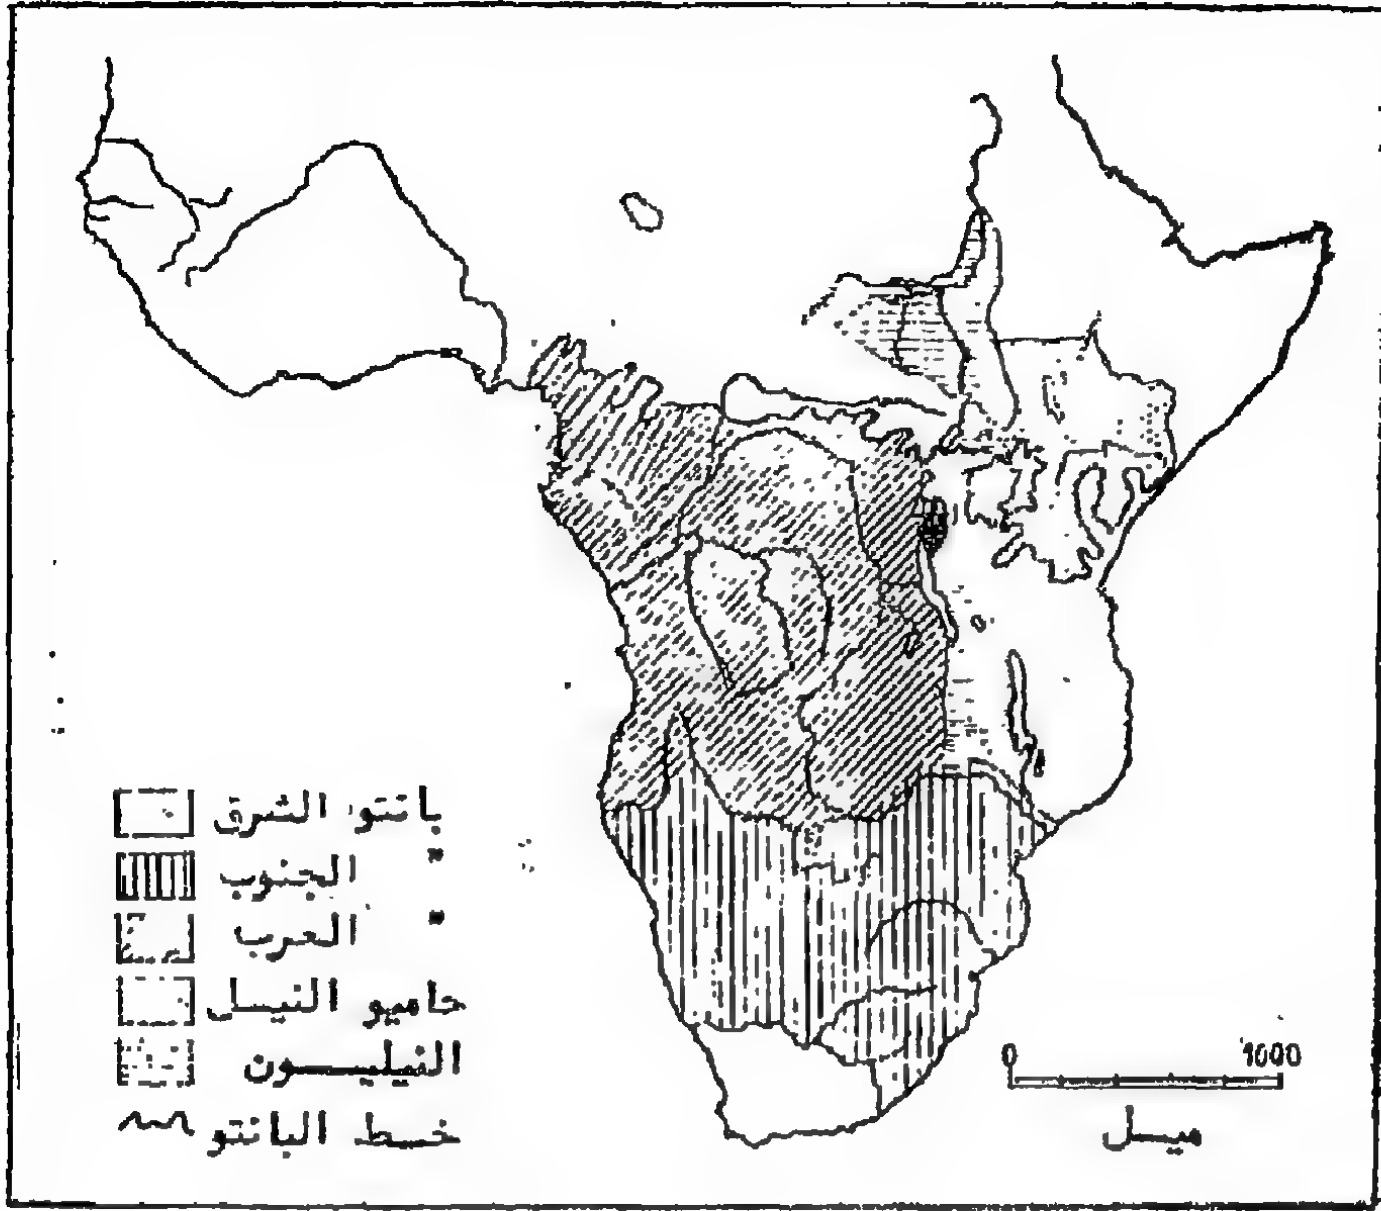 بانتو الشرق
" الجنوب
" الغرب
حاميو النيل
النيليون
خط البانتو
0 1000
ميل